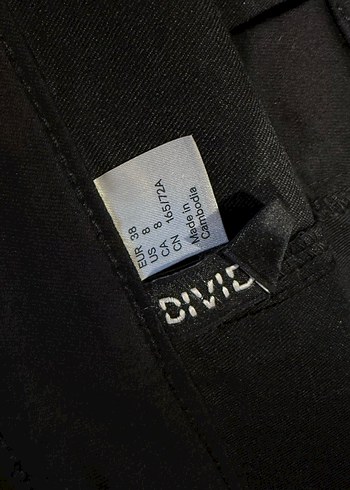 EUR 38
US 8
CA 8
CN 165/72A
Made in
Cambodia
DIVID